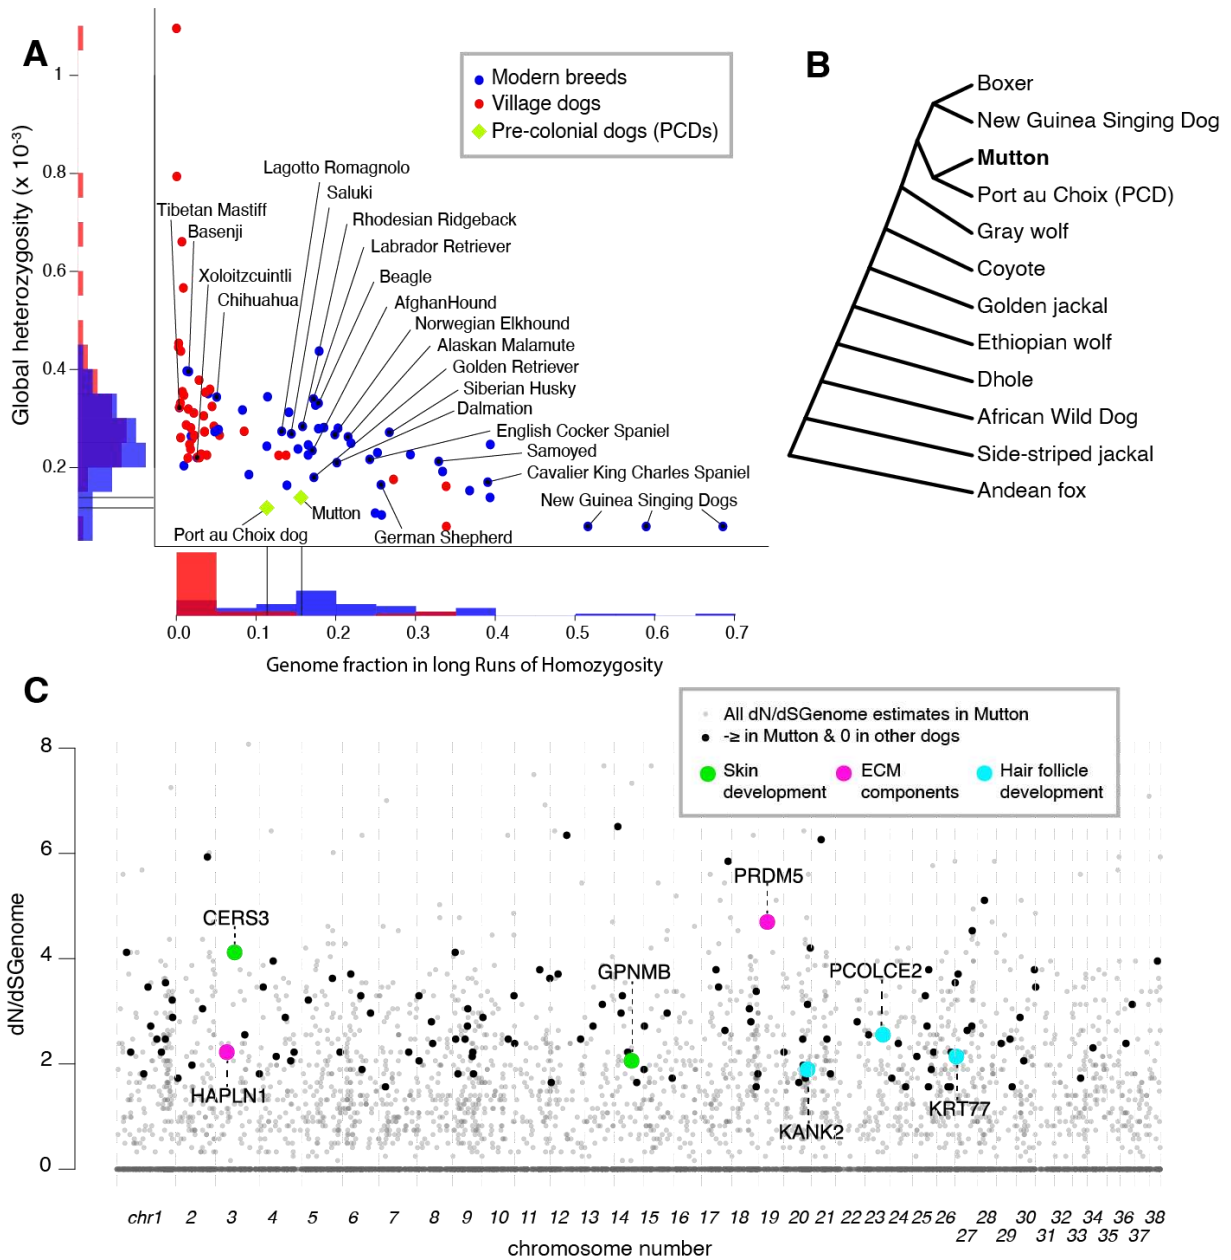 A
Global heterozygosity (x 10-3)
1
0.8
0.6
0.4
0.2
Modern breeds
Village dogs
Pre-colonial dogs (PCDs)
Lagotto Romagnolo
Saluki
Tibetan Mastiff
Basenji
Rhodesian Ridgeback
Labrador Retriever
Xoloitzcuintli
Beagle
Chihuahua
AfghanHound
Norwegian Elkhound
Alaskan Malamute
Golden Retriever
Siberian Husky
Dalmation
English Cocker Spaniel
Samoyed
Cavalier King Charles Spaniel
New Guinea Singing Dogs
Mutton
Port au Choix dog
German Shepherd
0.0 0.1 0.2 0.3 0.4 0.5 0.6 0.7
Genome fraction in long Runs of Homozygosity
B
Boxer
New Guinea Singing Dog
Mutton
Port au Choix (PCD)
Gray wolf
Coyote
Golden jackal
Ethiopian wolf
Dhole
African Wild Dog
Side-striped jackal
Andean fox
C
All dN/dSGenome estimates in Mutton
-≥ in Mutton & 0 in other dogs
Skin development
ECM components
Hair follicle development
dN/dSGenome
8
6
4
2
0
PRDM5
CERS3
GPNMB
PCOLCE2
HAPLN1
KRT77
KANK2
chr1 2 3 4 5 6 7 8 9 10 11 12 13 14 15 16 17 18 19 20 21 22 23 24 25 26 27 28 29 30 31 32 33 34 35 36 37 38
chromosome number